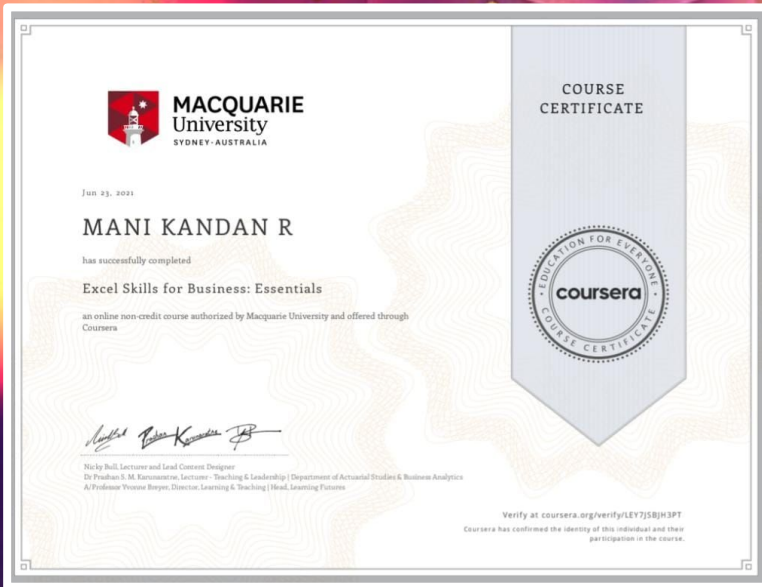 MACQUARIE
University
SYDNEY·AUSTRALIA
COURSE
CERTIFICATE
Jun 23, 2021
MANI KANDAN R
has successfully completed
Excel Skills for Business: Essentials
an online non-credit course authorized by Macquarie University and offered through
Coursera
EDUCATION FOR EVERYONE
coursera
COURSE CERTIFICATE
Nicky Bull, Lecturer and Lead Content Designer
Dr Prashan S. M. Karunaratne, Lecturer - Teaching & Leadership | Department of Actuarial Studies & Business Analytics
A/Professor Yvonne Breyer, Director, Learning & Teaching | Head, Learning Futures
Verify at coursera.org/verify/LEY7JSBJH3PT
Coursera has confirmed the identity of this individual and their
participation in the course.